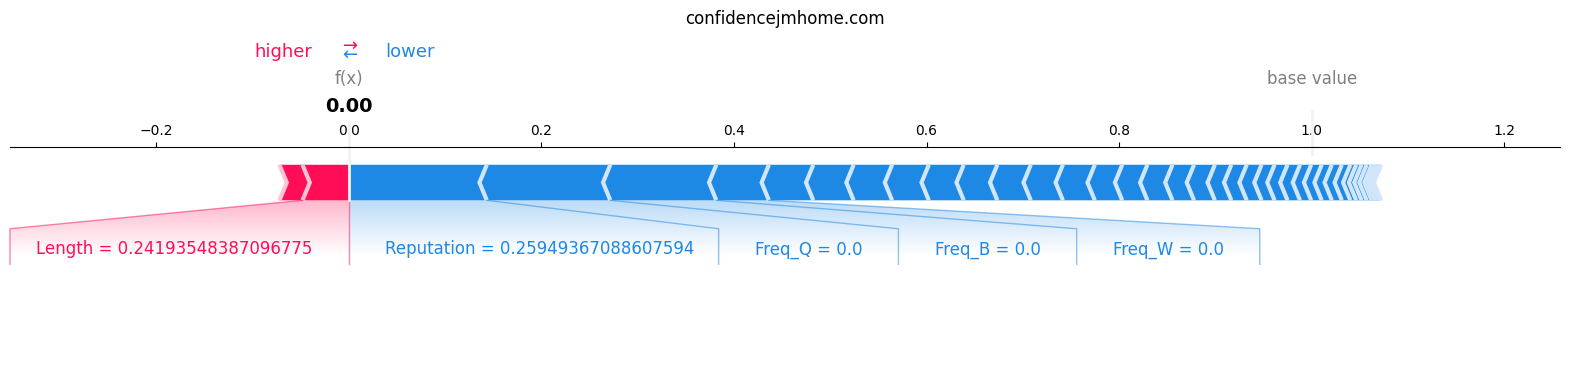 confidencejmhome.com
higher → ← lower
f(x) base value
0.00
−0.2 0.0 0.2 0.4 0.6 0.8 1.0 1.2
Length = 0.24193548387096775 Reputation = 0.25949367088607594 Freq_Q = 0.0 Freq_B = 0.0 Freq_W = 0.0